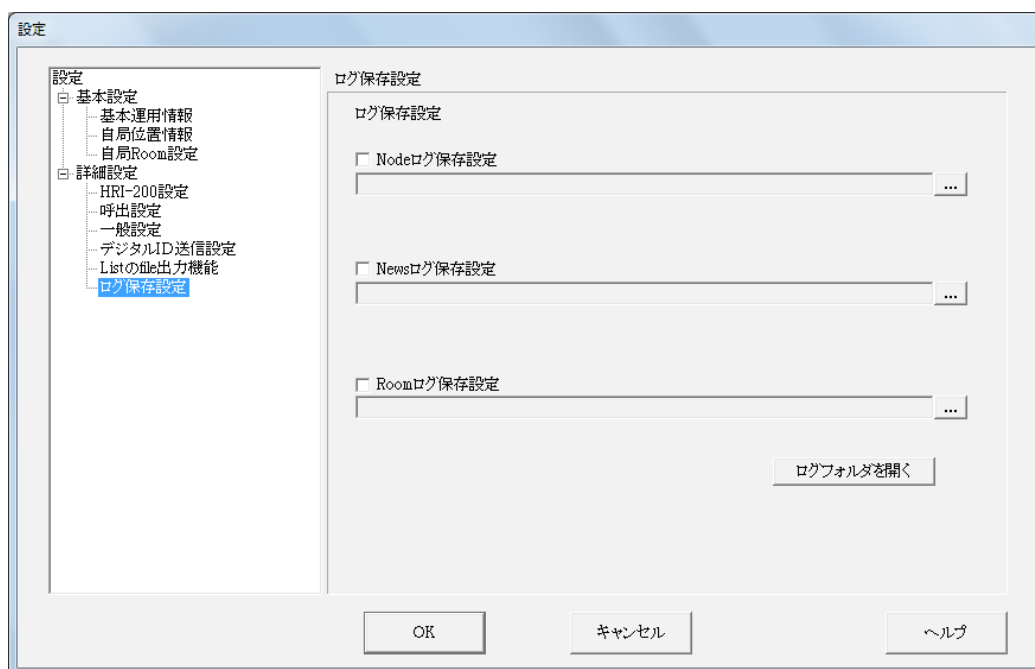 設定
設定
基本設定
基本運用情報
自局位置情報
自局Room設定
詳細設定
HRI-200設定
呼出設定
一般設定
デジタルID送信設定
Listのfile出力機能
ログ保存設定
ログ保存設定
ログ保存設定
Nodeログ保存設定
...
Newsログ保存設定
...
Roomログ保存設定
...
ログフォルダを開く
OK
キャンセル
ヘルプ